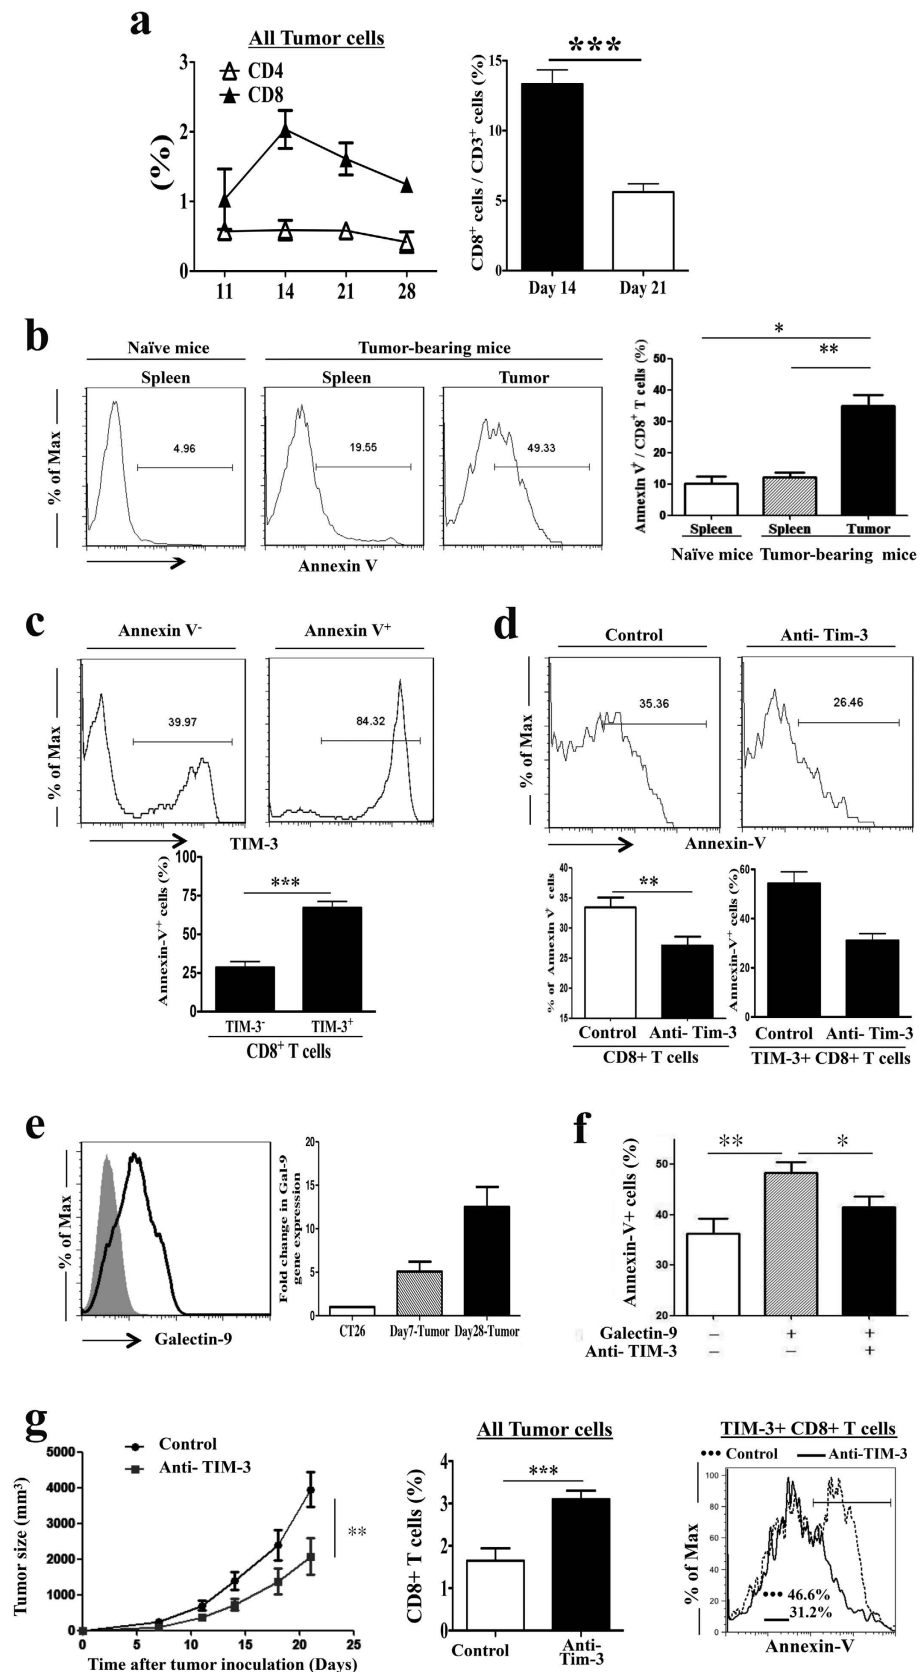 a
All Tumor cells
CD4
CD8
(%)
3
2
1
0
11 14 21 28
***
CD8+ cells / CD3+ cells (%)
15
10
5
0
Day 14 Day 21
b
Naïve mice Tumor-bearing mice
Spleen Spleen Tumor
% of Max
4.96 19.55 49.33
Annexin V
*
**
Annexin V+ / CD8+ T cells (%)
50
40
30
20
10
0
Spleen Spleen Tumor
Naïve mice Tumor-bearing mice
c
Annexin V- Annexin V+
% of Max
39.97 84.32
TIM-3
Annexin-V+ cells (%)
100
75
50
25
0
***
TIM-3- TIM-3+
CD8+ T cells
d
Control Anti- Tim-3
% of Max
35.36 26.46
Annexin-V
% of Annexin V+ cells
40
35
30
25
20
15
**
Control Anti- Tim-3
CD8+ T cells
Annexin-V+ cells (%)
60
40
20
0
Control Anti- Tim-3
TIM-3+ CD8+ T cells
e
% of Max
Galectin-9
Fold change in Gal-9
gene expression
20
15
10
5
0
CT26 Day7-Tumor Day28-Tumor
f
Annexin-V+ cells (%)
** *
50
40
30
20
Galectin-9 – + +
Anti- TIM-3 – – +
g
Control
Anti- TIM-3
Tumor size (mm3)
5000
4000
3000
2000
1000
0
**
0 5 10 15 20 25
Time after tumor inoculation (Days)
All Tumor cells
CD8+ T cells (%)
4
3
2
1
0
***
Control Anti-
Tim-3
TIM-3+ CD8+ T cells
Control Anti-TIM-3
% of Max
100
80
60
40
20
0
46.6%
31.2%
Annexin-V